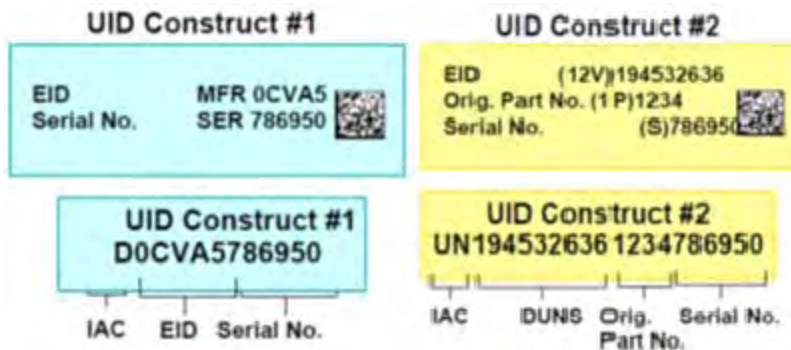 UID Construct #1
EID MFR 0CVA5
Serial No. SER 786950
UID Construct #1
D0CVA5786950
IAC EID Serial No.
UID Construct #2
EID (12V)194532636
Orig. Part No. (1P)1234
Serial No. (S)786950
UID Construct #2
UN1945326361234786950
IAC DUNS Orig. Part No. Serial No.